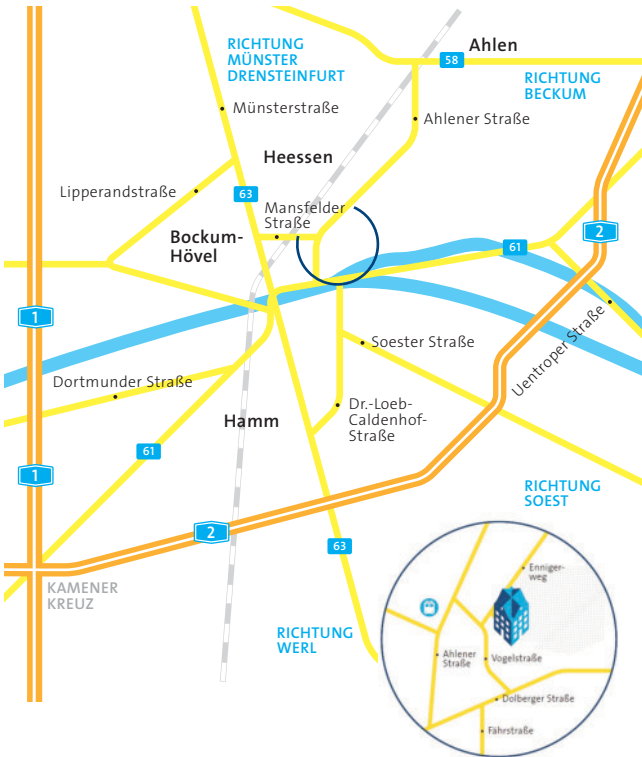 RICHTUNG
MÜNSTER
DRENSTEINFURT
Ahlen
58
RICHTUNG
BECKUM
Münsterstraße
Ahlener Straße
Heessen
Lipperandstraße
63
Mansfelder
Straße
Bockum-
Hövel
2
61
1
Soester Straße
Uentroper Straße
Dortmunder Straße
Dr.-Loeb-
Caldenhof-
Straße
Hamm
61
1
RICHTUNG
SOEST
2
63
KAMENER
KREUZ
RICHTUNG
WERL
Enniger-
weg
Ahlener
Straße
Vogelstraße
Dolberger Straße
Fährstraße